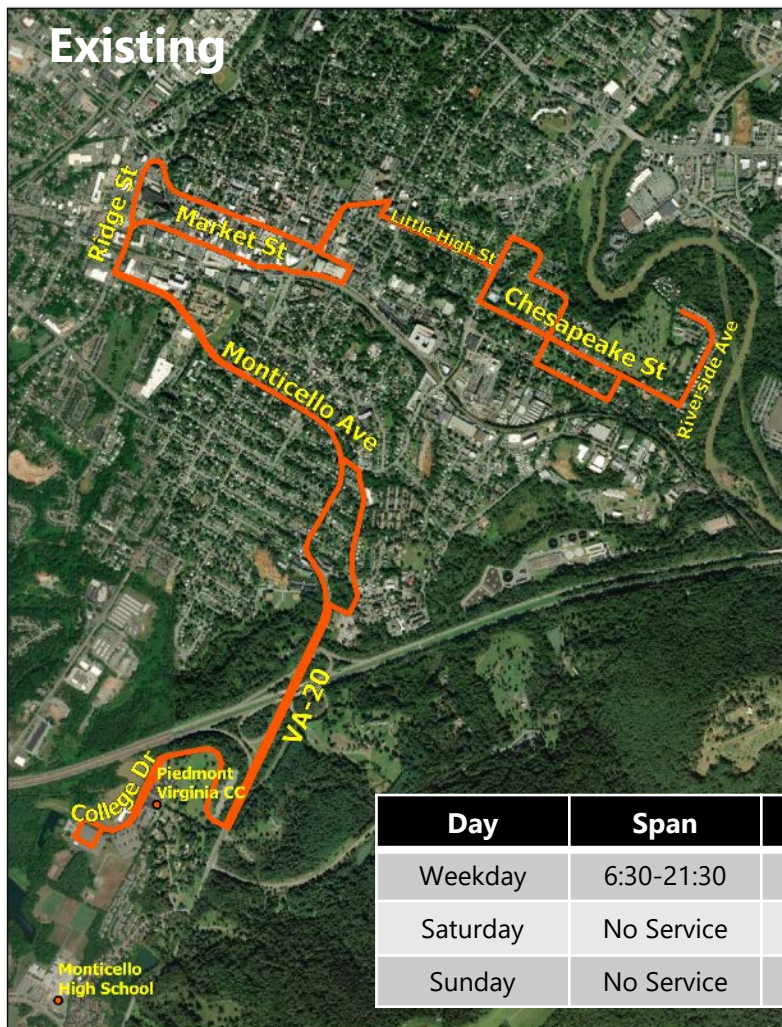 Existing
Ridge St
Market St
Little High St
Chesapeake St
Riverside Ave
Monticello Ave
VA-20
College Dr
Piedmont
Virginia CC
Monticello
High School
Day Span
Weekday 6:30-21:30
Saturday No Service
Sunday No Service